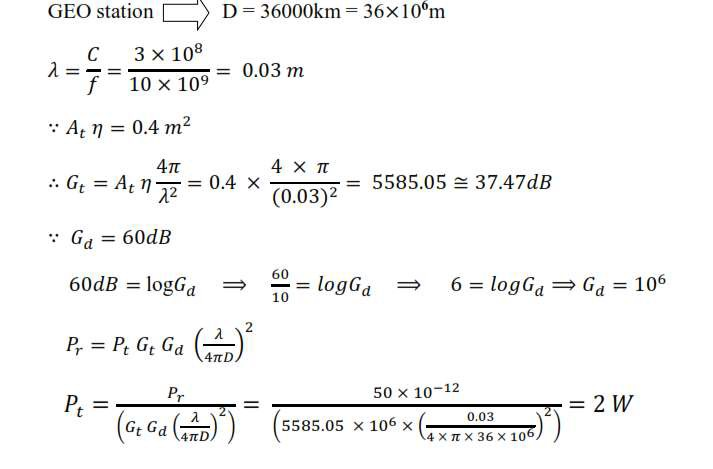 GEO station ⇨ D = 36000km = 36×10⁶m
λ = C/f = (3 × 10⁸)/(10 × 10⁹) = 0.03 m
∵ Aₜ η = 0.4 m²
∴ Gₜ = Aₜ η 4π/λ² = 0.4 × (4 × π)/(0.03)² = 5585.05 ≅ 37.47dB
∵ G_d = 60dB
60dB = logG_d ⟹ 60/10 = logG_d ⟹ 6 = logG_d ⟹ G_d = 10⁶
Pᵣ = Pₜ Gₜ G_d (λ/4πD)²
Pₜ = Pᵣ/(Gₜ G_d (λ/4πD)²) = (50 × 10⁻¹²)/(5585.05 × 10⁶ × (0.03/(4 × π × 36 × 10⁶))²) = 2 W